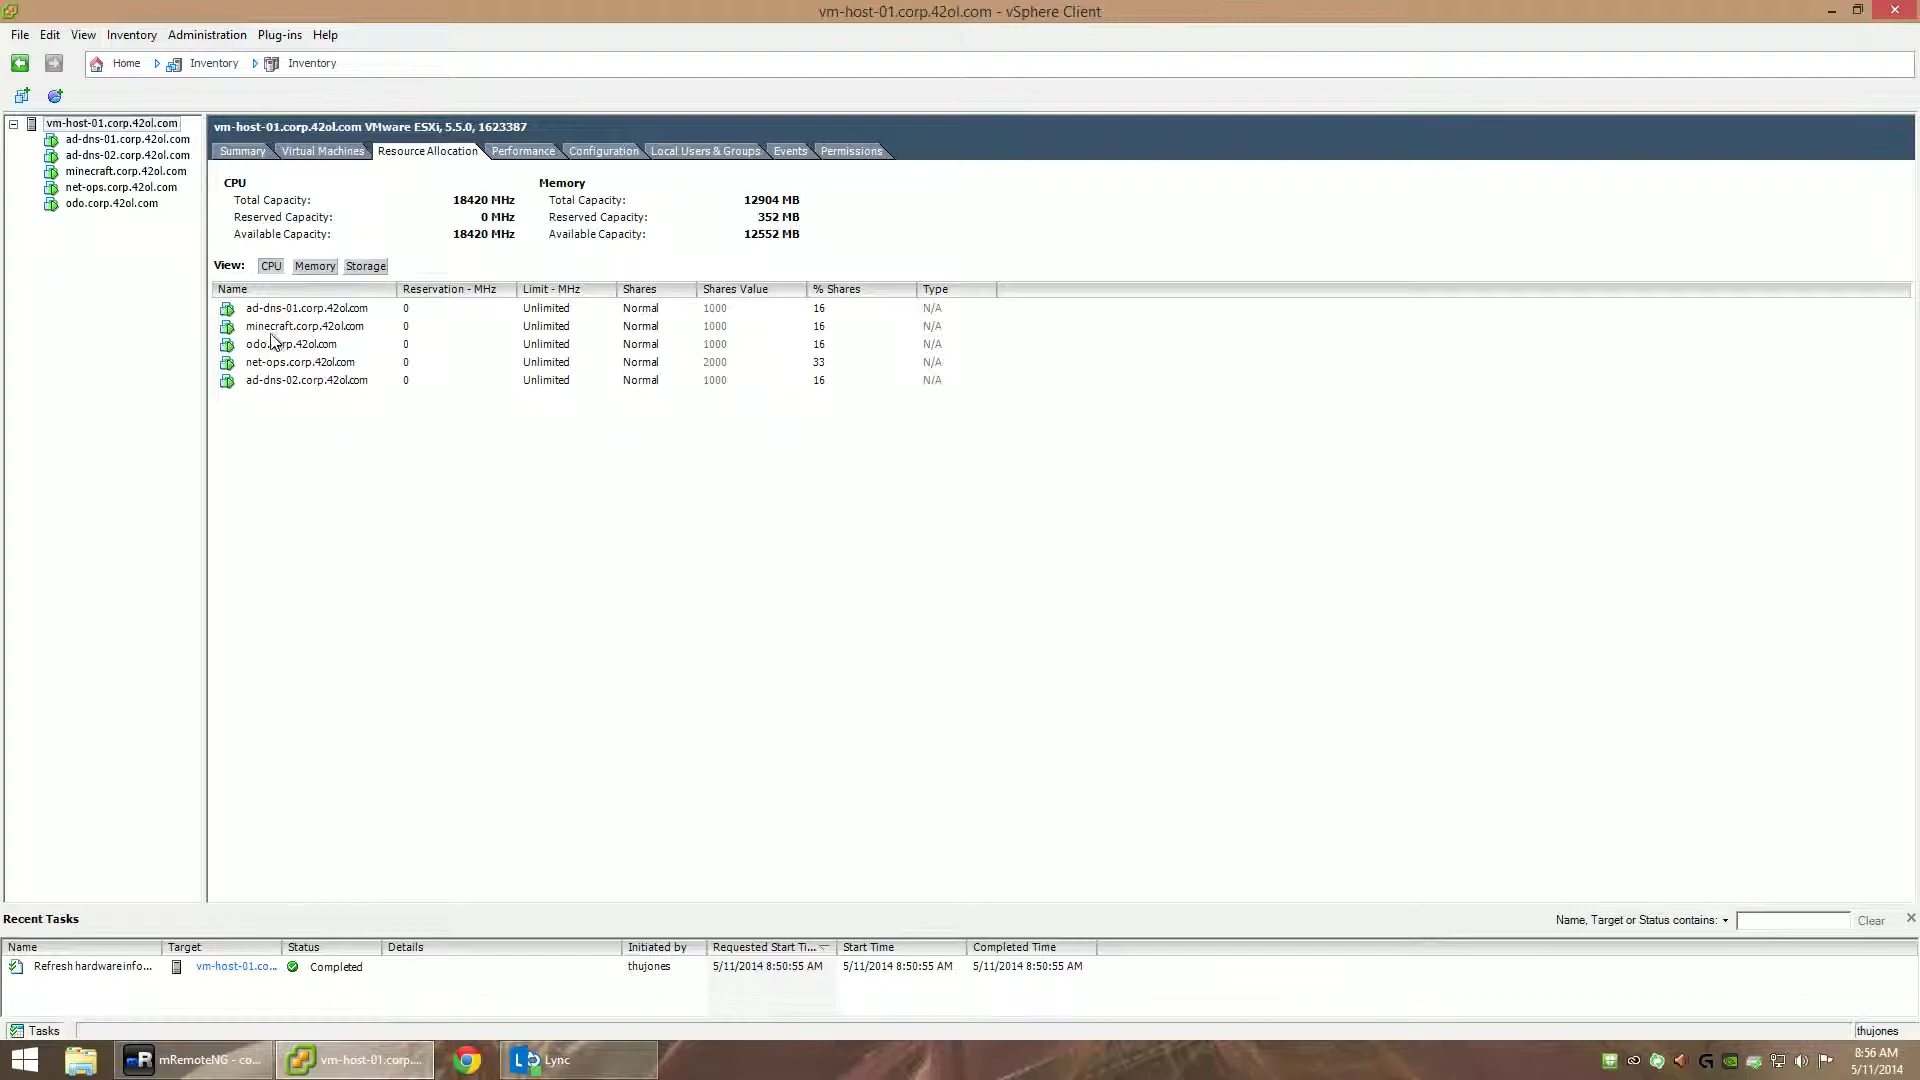 vm-host-01.corp.42ol.com - vSphere Client
File Edit View Inventory Administration Plug-ins Help
Home Inventory Inventory
vm-host-01.corp.42ol.com
ad-dns-01.corp.42ol.com
ad-dns-02.corp.42ol.com
minecraft.corp.42ol.com
net-ops.corp.42ol.com
odo.corp.42ol.com
vm-host-01.corp.42ol.com VMware ESXi, 5.5.0, 1623387
Summary Virtual Machines Resource Allocation Performance Configuration Local Users & Groups Events Permissions
CPU Memory
Total Capacity: 18420 MHz Total Capacity: 12904 MB
Reserved Capacity: 0 MHz Reserved Capacity: 352 MB
Available Capacity: 18420 MHz Available Capacity: 12552 MB
View: CPU Memory Storage
Name Reservation - MHz Limit - MHz Shares Shares Value % Shares Type
ad-dns-01.corp.42ol.com 0 Unlimited Normal 1000 16 N/A
minecraft.corp.42ol.com 0 Unlimited Normal 1000 16 N/A
odo.corp.42ol.com 0 Unlimited Normal 1000 16 N/A
net-ops.corp.42ol.com 0 Unlimited Normal 2000 33 N/A
ad-dns-02.corp.42ol.com 0 Unlimited Normal 1000 16 N/A
Recent Tasks Name, Target or Status contains: Clear
Name Target Status Details Initiated by Requested Start Ti... Start Time Completed Time
Refresh hardware info... vm-host-01.co... Completed thujones 5/11/2014 8:50:55 AM 5/11/2014 8:50:55 AM 5/11/2014 8:50:55 AM
Tasks thujones
mR mRemoteNG - co... vm-host-01.corp.... L Lync 8:56 AM
5/11/2014